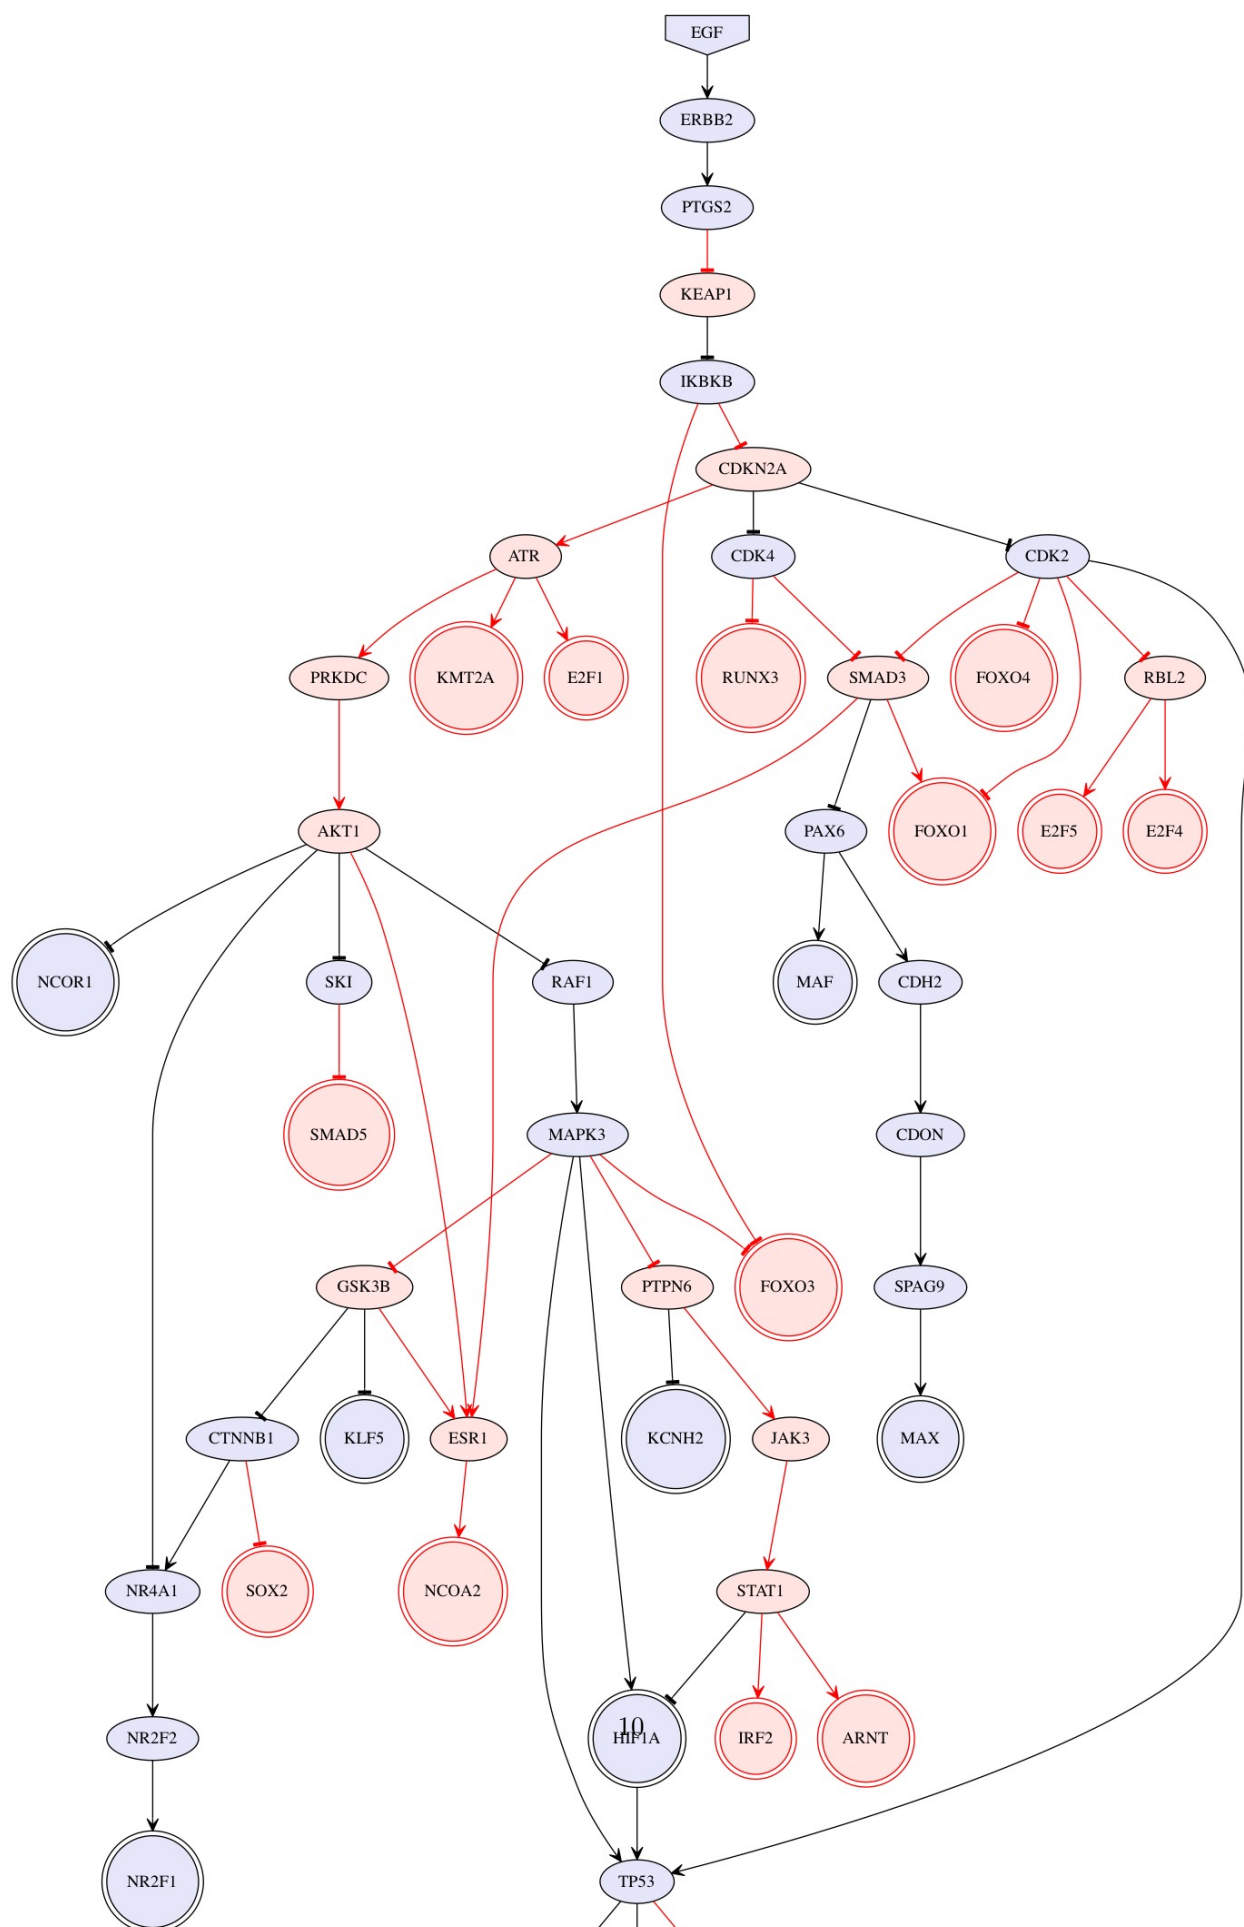 EGF
ERBB2
PTGS2
KEAP1
IKBKB
CDKN2A
ATR
CDK4
CDK2
PRKDC
KMT2A
E2F1
RUNX3
SMAD3
FOXO4
RBL2
AKT1
PAX6
FOXO1
E2F5
E2F4
NCOR1
SKI
RAF1
MAF
CDH2
SMAD5
MAPK3
CDON
GSK3B
PTPN6
FOXO3
SPAG9
CTNNB1
KLF5
ESR1
KCNH2
JAK3
MAX
NR4A1
SOX2
NCOA2
STAT1
10
NR2F2
HIF1A
IRF2
ARNT
NR2F1
TP53